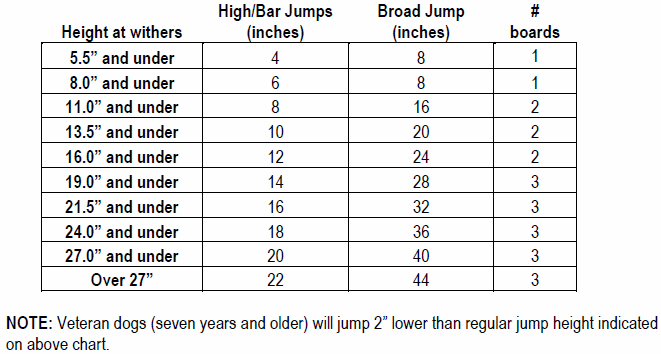 High/Bar Jumps Broad Jump #
Height at withers (inches) (inches) boards
5.5” and under 4 8 1
8.0” and under 6 8 1
11.0” and under 8 16 2
13.5” and under 10 20 2
16.0” and under 12 24 2
19.0” and under 14 28 3
21.5” and under 16 32 3
24.0” and under 18 36 3
27.0” and under 20 40 3
Over 27” 22 44 3
NOTE: Veteran dogs (seven years and older) will jump 2” lower than regular jump height indicated
on above chart.